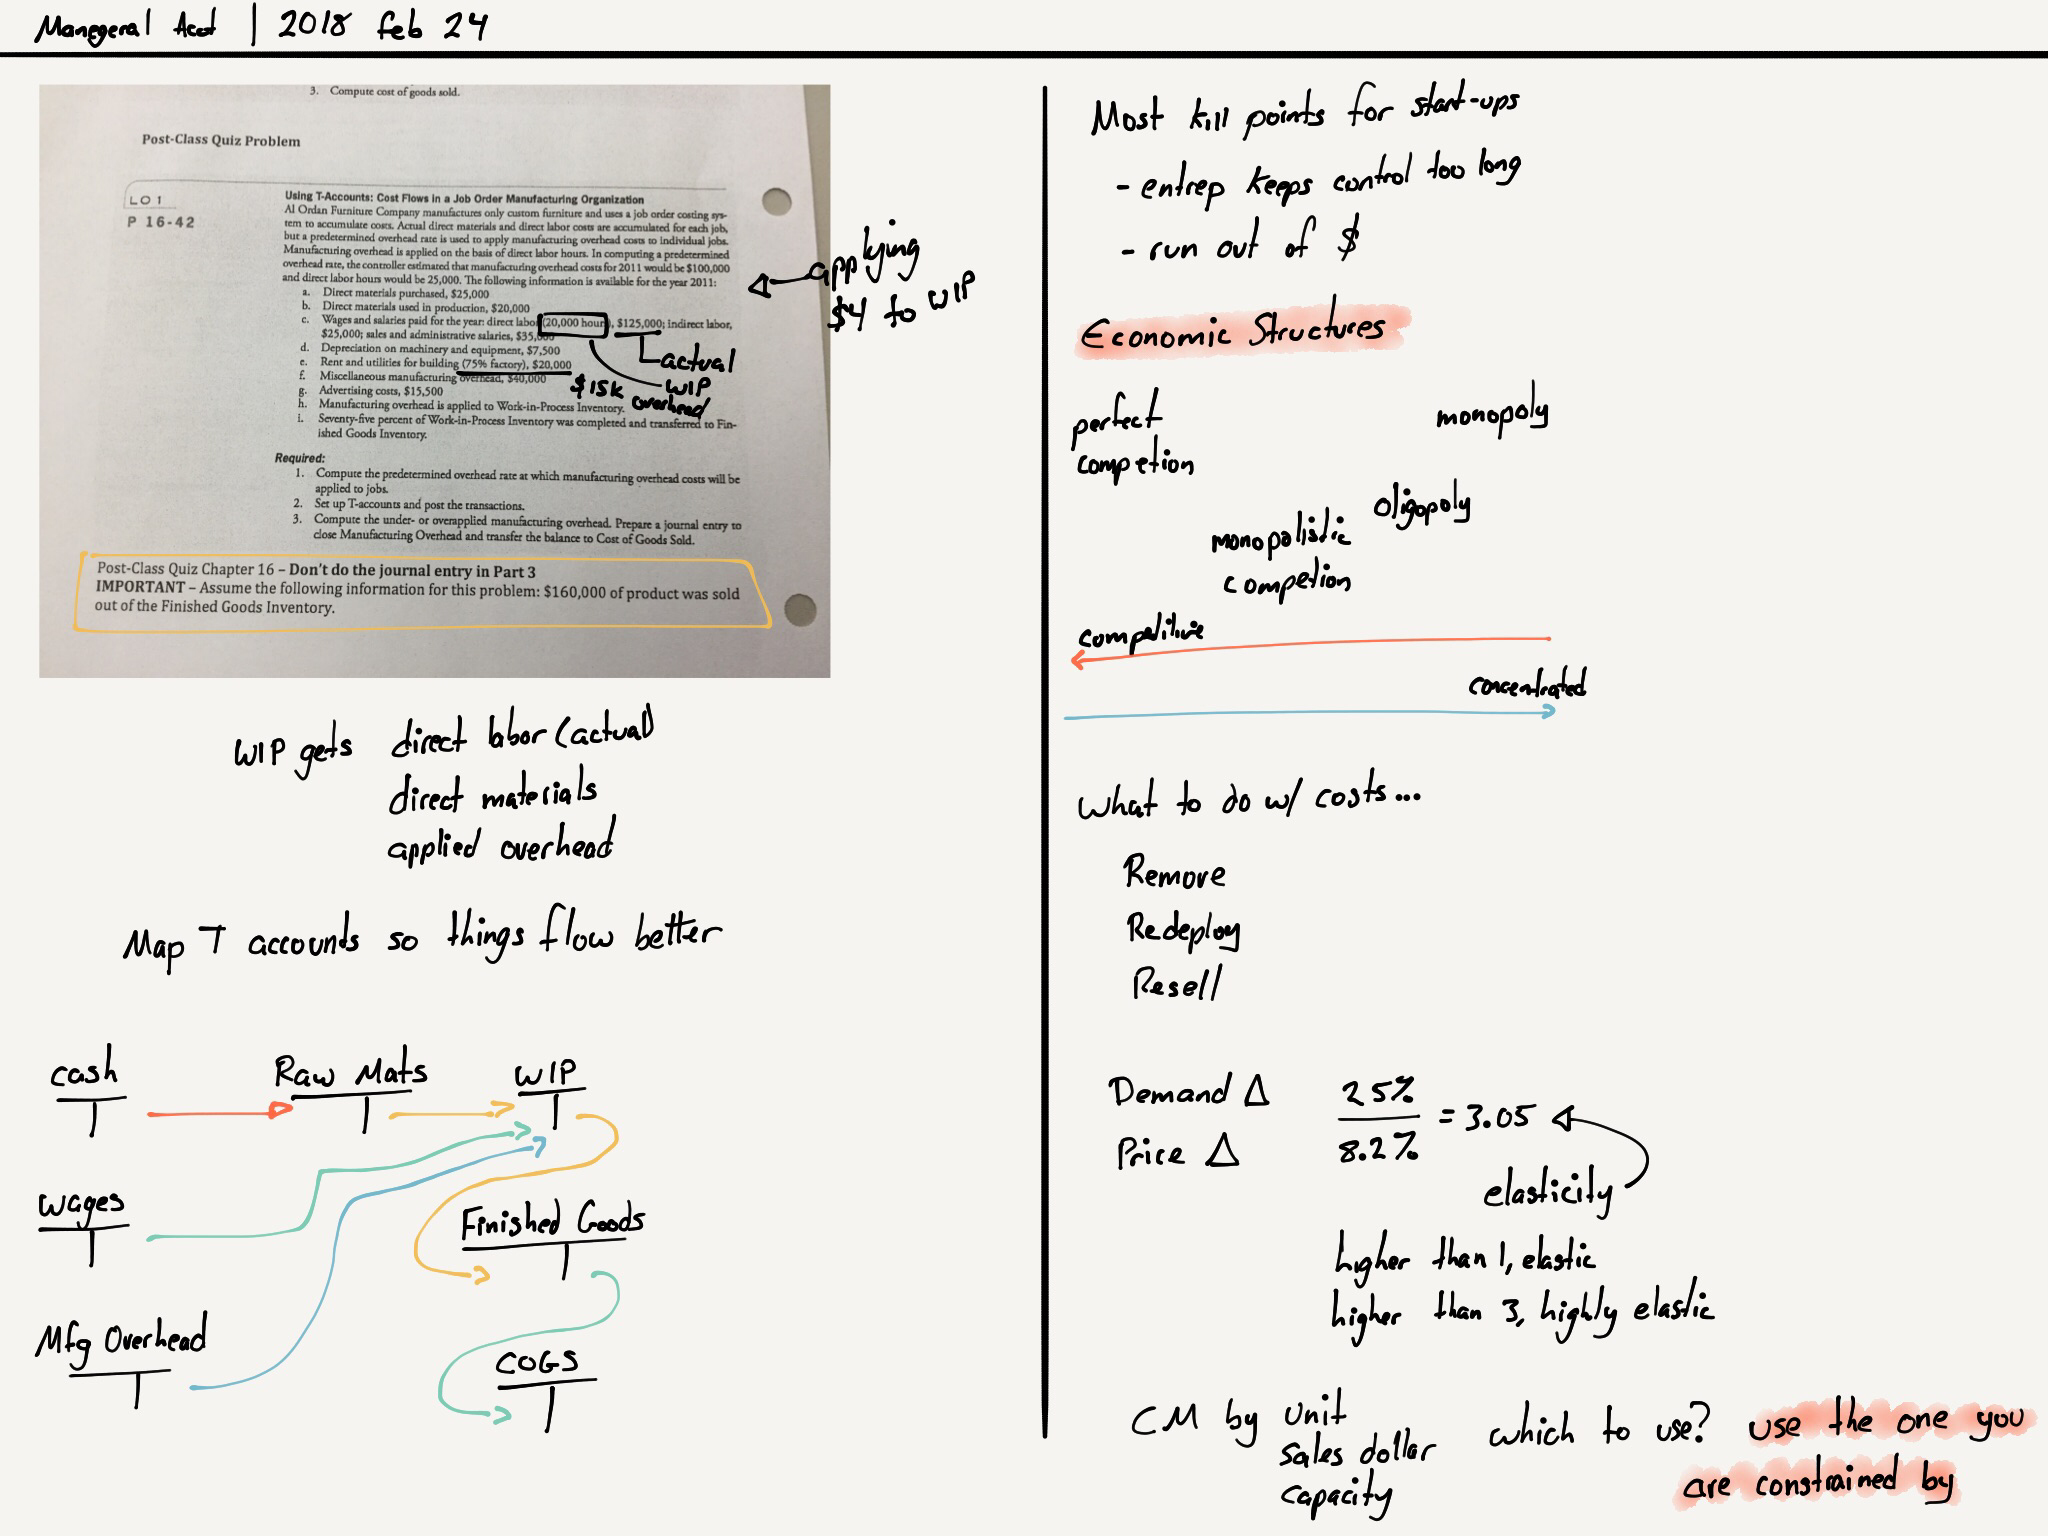 Manegeral Acct | 2018 Feb 24
3. Compute cost of goods sold.
Post-Class Quiz Problem
LO 1
P 16-42
Using T-Accounts: Cost Flows in a Job Order Manufacturing Organization
Al Ordan Furniture Company manufactures only custom furniture and uses a job order costing sys-
tem to accumulate costs. Actual direct materials and direct labor costs are accumulated for each job,
but a predetermined overhead rate is used to apply manufacturing overhead costs to individual jobs.
Manufacturing overhead is applied on the basis of direct labor hours. In computing a predetermined
overhead rate, the controller estimated that manufacturing overhead costs for 2011 would be $100,000
and direct labor hours would be 25,000. The following information is available for the year 2011:
a. Direct materials purchased, $25,000
b. Direct materials used in production, $20,000
c. Wages and salaries paid for the year: direct labor (20,000 hours), $125,000; indirect labor,
$25,000; sales and administrative salaries, $35,000
d. Depreciation on machinery and equipment, $7,500
e. Rent and utilities for building (75% factory), $20,000
f. Miscellaneous manufacturing overhead, $40,000
g. Advertising costs, $15,500
h. Manufacturing overhead is applied to Work-in-Process Inventory.
i. Seventy-five percent of Work-in-Process Inventory was completed and transferred to Fin-
ished Goods Inventory.
applying
$4 to WIP
actual
WIP
overhead
$15k
Required:
1. Compute the predetermined overhead rate at which manufacturing overhead costs will be
applied to jobs.
2. Set up T-accounts and post the transactions.
3. Compute the under- or overapplied manufacturing overhead. Prepare a journal entry to
close Manufacturing Overhead and transfer the balance to Cost of Goods Sold.
Post-Class Quiz Chapter 16 – Don't do the journal entry in Part 3
IMPORTANT – Assume the following information for this problem: $160,000 of product was sold
out of the Finished Goods Inventory.
WIP gets direct labor (actual)
direct materials
applied overhead
Map T accounts so things flow better
cash
Raw Mats
WIP
wages
Finished Goods
Mfg Overhead
COGS
Most kill points for start-ups
- entrep keeps control too long
- run out of $
Economic Structures
perfect
competion
monopoly
oligopoly
monopolistic
competion
competitive
concentrated
What to do w/ costs...
Remove
Redeploy
Resell
Demand Δ 25%
Price Δ 8.2%
= 3.05
elasticity
higher than 1, elastic
higher than 3, highly elastic
CM by unit
sales dollar
capacity
which to use? use the one you
are constrained by